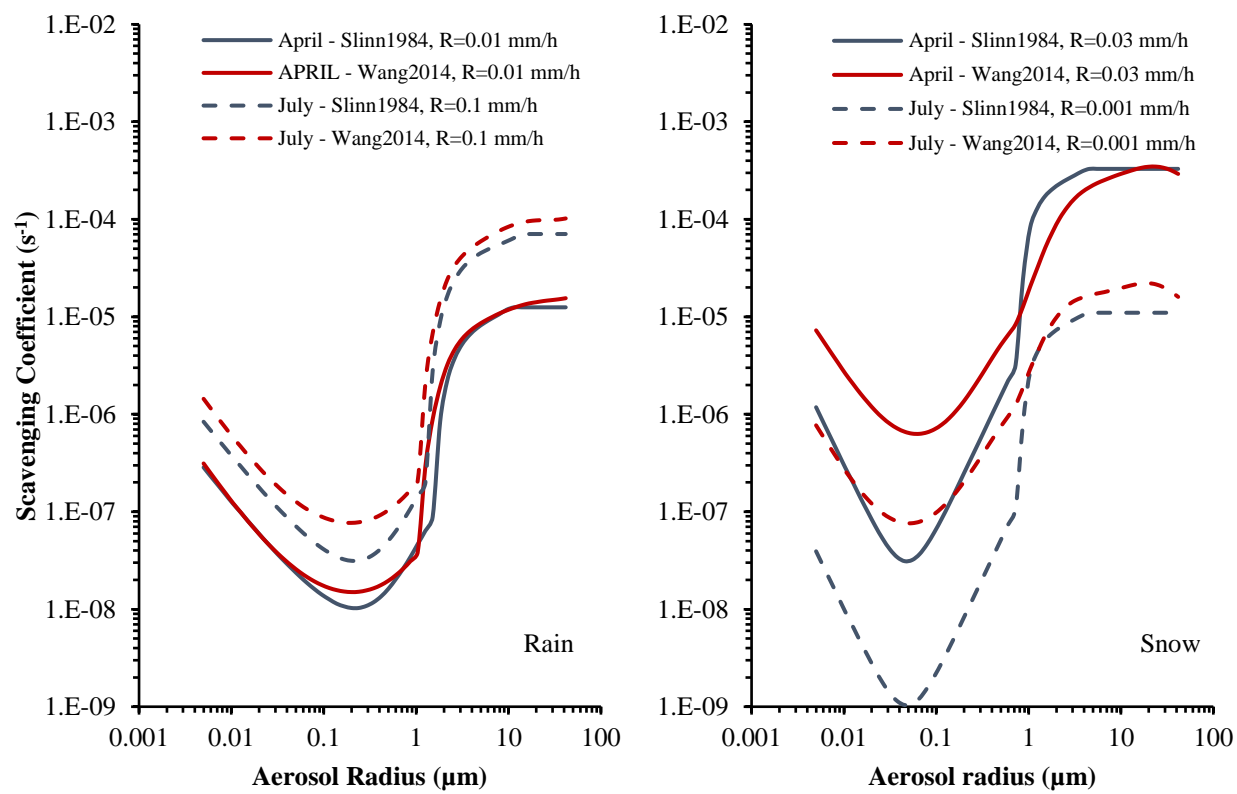 1.E-02
1.E-03
1.E-04
1.E-05
1.E-06
1.E-07
1.E-08
1.E-09
Scavenging Coefficient (s-1)
April - Slinn1984, R=0.01 mm/h
APRIL - Wang2014, R=0.01 mm/h
July - Slinn1984, R=0.1 mm/h
July - Wang2014, R=0.1 mm/h
Rain
0.001 0.01 0.1 1 10 100
Aerosol Radius (µm)
1.E-02
1.E-03
1.E-04
1.E-05
1.E-06
1.E-07
1.E-08
1.E-09
April - Slinn1984, R=0.03 mm/h
April - Wang2014, R=0.03 mm/h
July - Slinn1984, R=0.001 mm/h
July - Wang2014, R=0.001 mm/h
Snow
0.001 0.01 0.1 1 10 100
Aerosol radius (µm)